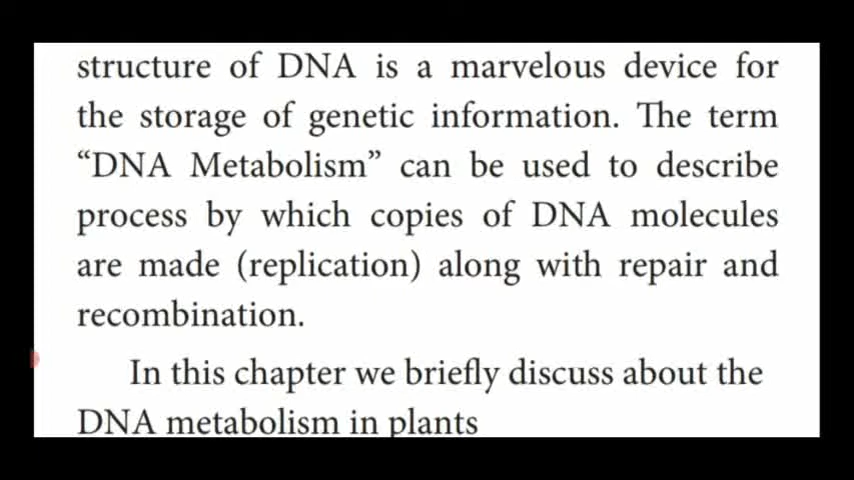 structure of DNA is a marvelous device for
the storage of genetic information. The term
“DNA Metabolism” can be used to describe
process by which copies of DNA molecules
are made (replication) along with repair and
recombination.
In this chapter we briefly discuss about the
DNA metabolism in plants